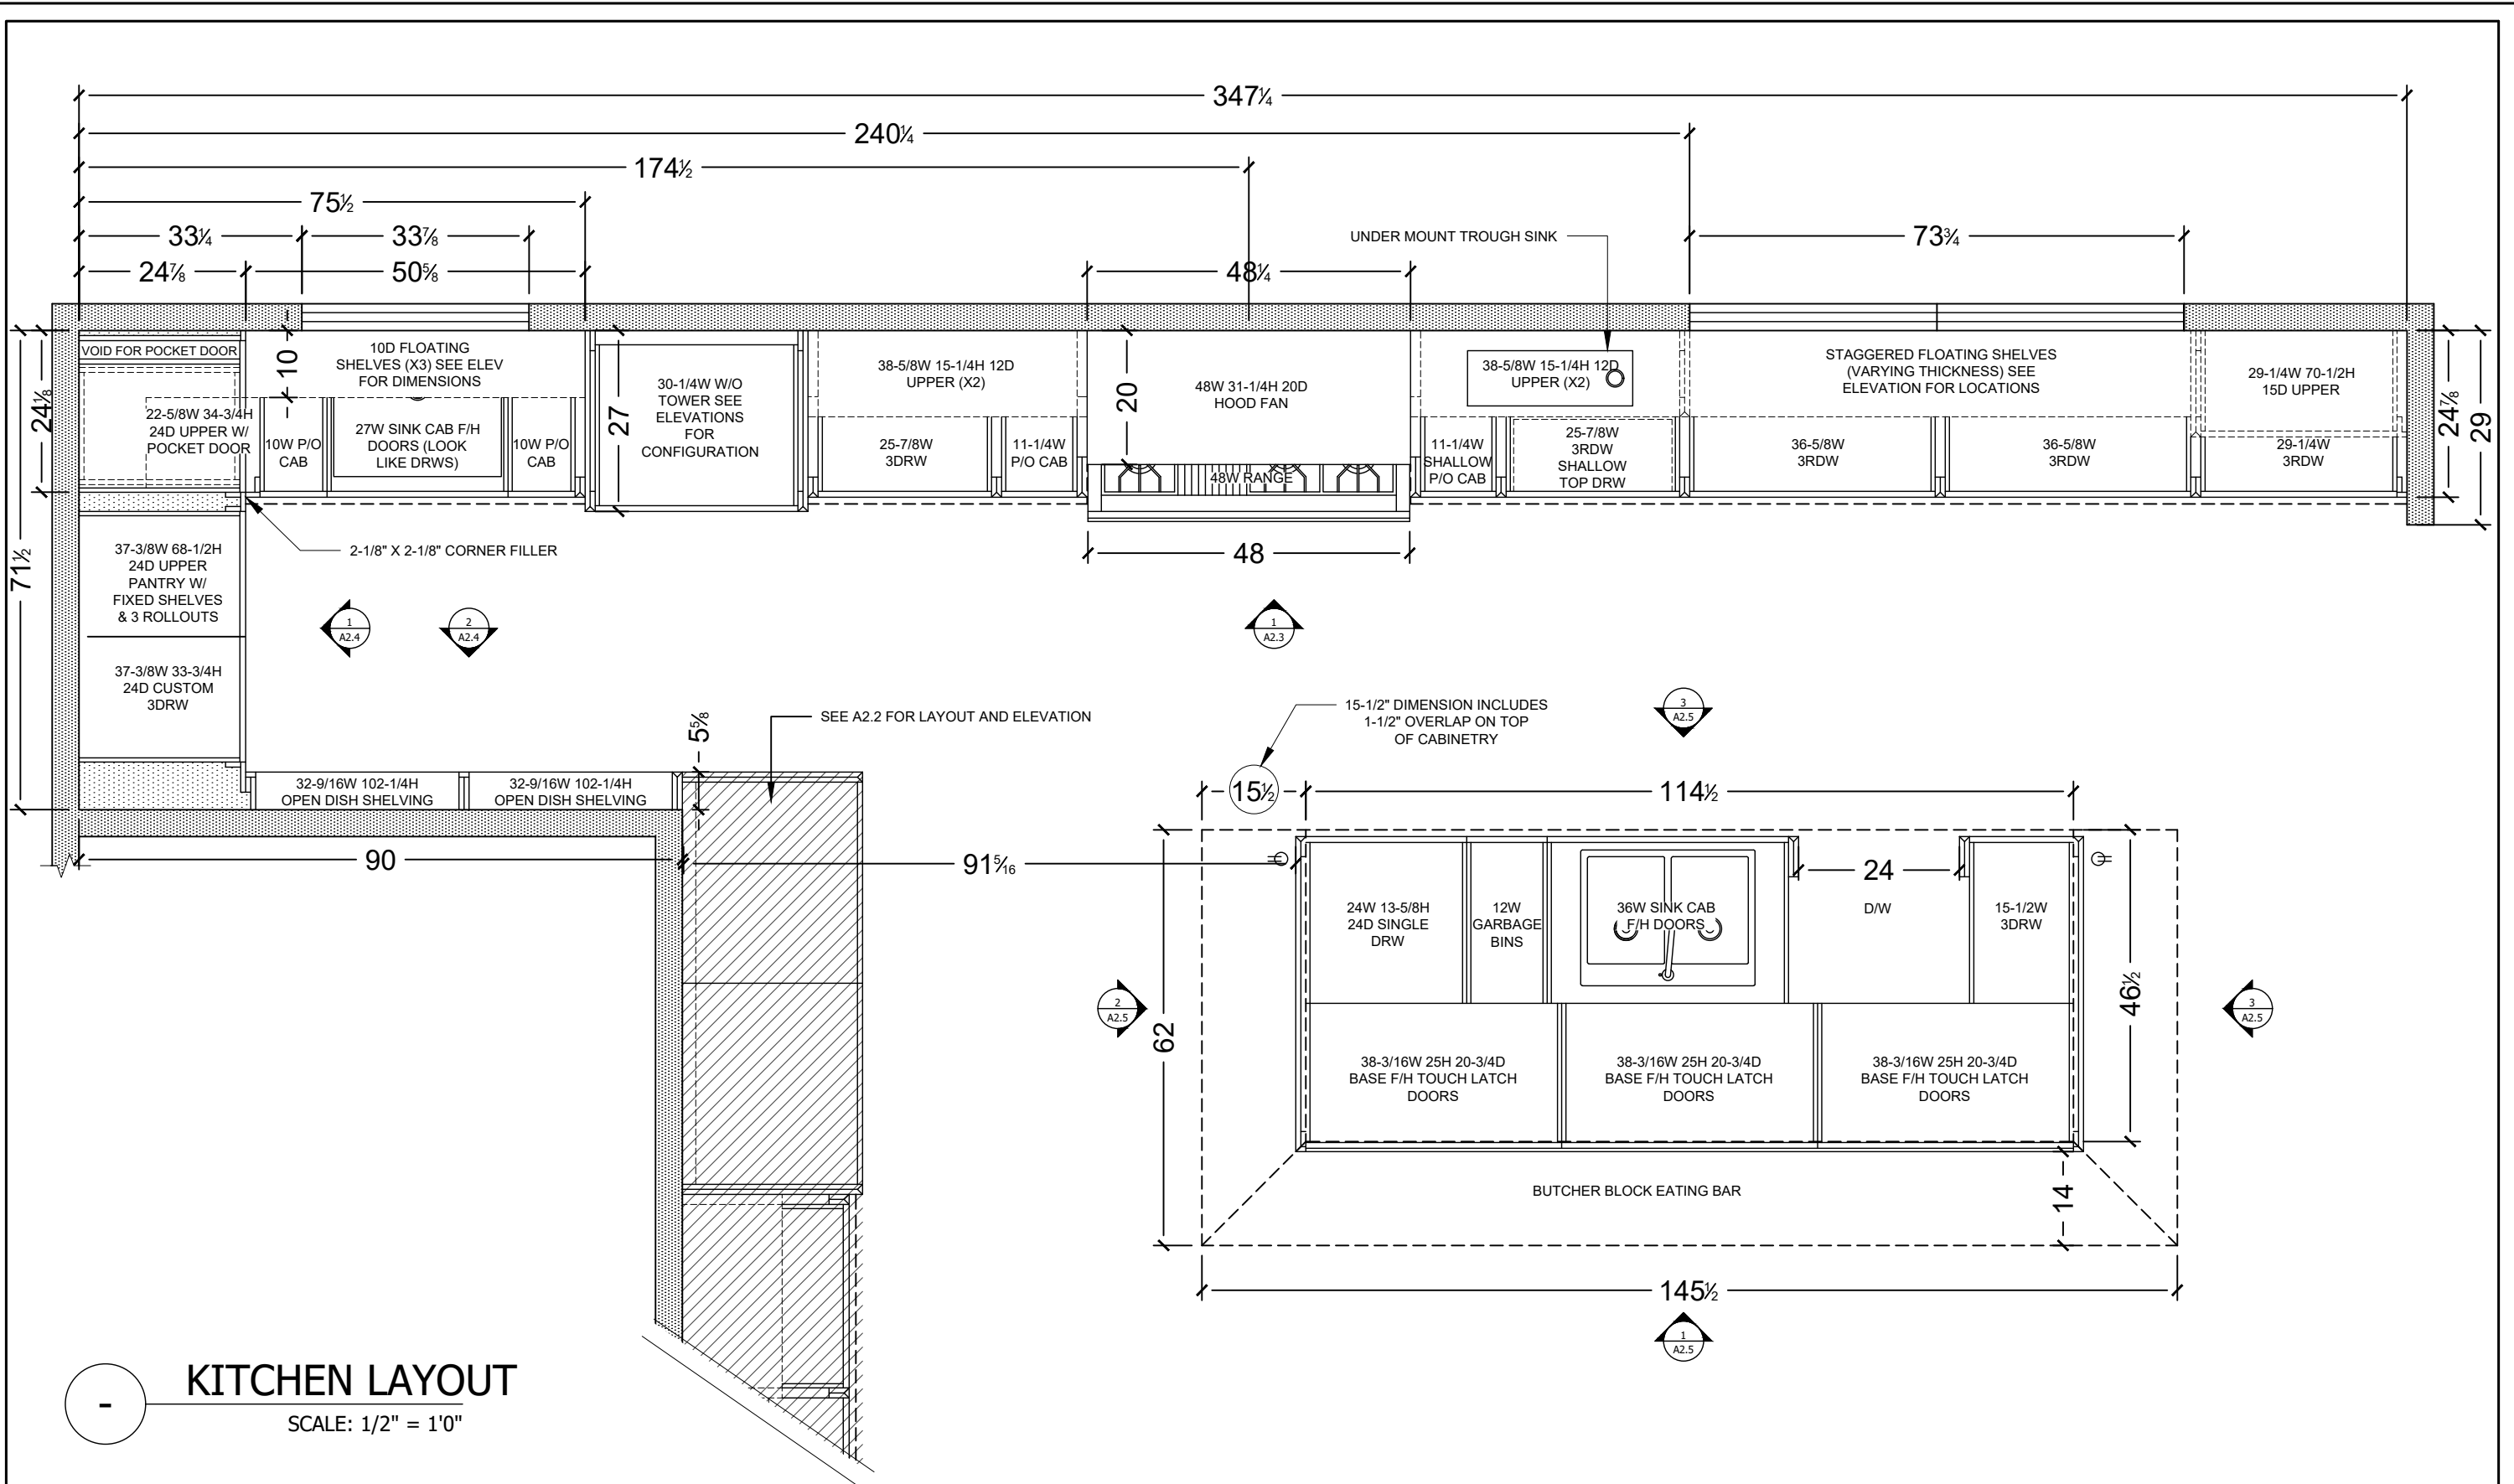 347¼
240¼
174½
75½
33¼
33⅞
UNDER MOUNT TROUGH SINK
73¾
24⅞
50⅝
48¼
VOID FOR POCKET DOOR
10
10D FLOATING
SHELVES (X3) SEE ELEV
FOR DIMENSIONS
24⅛
22-5/8W 34-3/4H
24D UPPER W/
POCKET DOOR
10W P/O
CAB
27W SINK CAB F/H
DOORS (LOOK
LIKE DRWS)
10W P/O
CAB
27
30-1/4W W/O
TOWER SEE
ELEVATIONS
FOR
CONFIGURATION
38-5/8W 15-1/4H 12D
UPPER (X2)
25-7/8W
3DRW
11-1/4W
P/O CAB
20
48W 31-1/4H 20D
HOOD FAN
48W RANGE
38-5/8W 15-1/4H 12D
UPPER (X2)
11-1/4W
SHALLOW
P/O CAB
25-7/8W
3RDW
SHALLOW
TOP DRW
STAGGERED FLOATING SHELVES
(VARYING THICKNESS) SEE
ELEVATION FOR LOCATIONS
36-5/8W
3RDW
36-5/8W
3RDW
29-1/4W 70-1/2H
15D UPPER
29-1/4W
3RDW
24⅞
29
71½
2-1/8" X 2-1/8" CORNER FILLER
48
37-3/8W 68-1/2H
24D UPPER
PANTRY W/
FIXED SHELVES
& 3 ROLLOUTS
1
A2.4
2
A2.4
1
A2.3
37-3/8W 33-3/4H
24D CUSTOM
3DRW
5⅝
SEE A2.2 FOR LAYOUT AND ELEVATION
15-1/2" DIMENSION INCLUDES
1-1/2" OVERLAP ON TOP
OF CABINETRY
3
A2.5
32-9/16W 102-1/4H
OPEN DISH SHELVING
32-9/16W 102-1/4H
OPEN DISH SHELVING
15½
114½
90
91⁵⁄₁₆
24
24W 13-5/8H
24D SINGLE
DRW
12W
GARBAGE
BINS
36W SINK CAB
F/H DOORS
D/W
15-1/2W
3DRW
2
A2.5
62
46½
3
A2.5
38-3/16W 25H 20-3/4D
BASE F/H TOUCH LATCH
DOORS
38-3/16W 25H 20-3/4D
BASE F/H TOUCH LATCH
DOORS
38-3/16W 25H 20-3/4D
BASE F/H TOUCH LATCH
DOORS
BUTCHER BLOCK EATING BAR
14
145½
1
A2.5
-
KITCHEN LAYOUT
SCALE: 1/2" = 1'0"